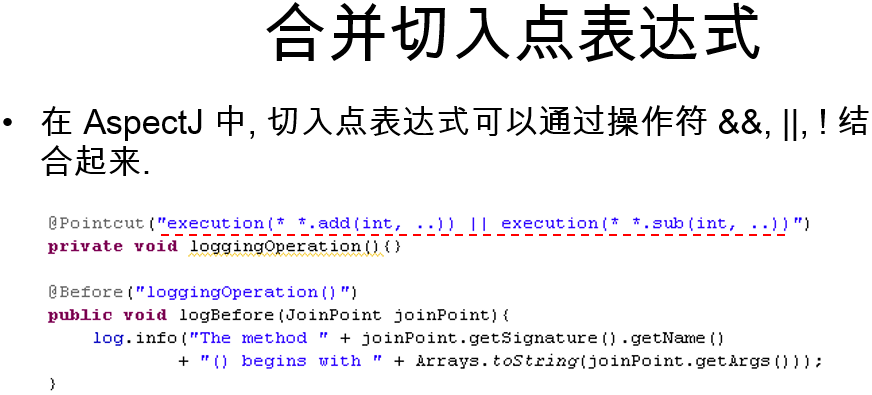 合并切入点表达式
• 在 AspectJ 中, 切入点表达式可以通过操作符 &&, ||, ! 结
合起来.
@Pointcut("execution(* *.add(int, ..)) || execution(* *.sub(int, ..))")
private void loggingOperation(){}
@Before("loggingOperation()")
public void logBefore(JoinPoint joinPoint){
log.info("The method " + joinPoint.getSignature().getName()
+ "() begins with " + Arrays.toString(joinPoint.getArgs()));
}